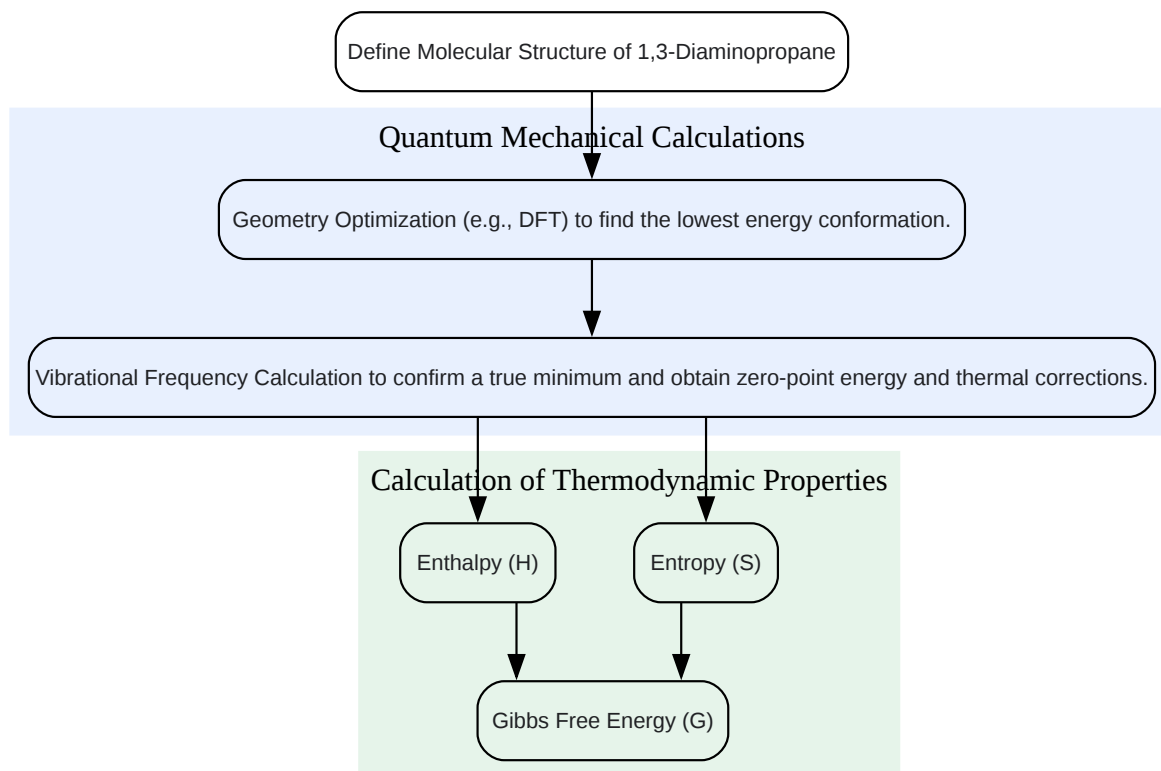 Define Molecular Structure of 1,3-Diaminopropane
Quantum Mechanical Calculations
Geometry Optimization (e.g., DFT) to find the lowest energy conformation.
Vibrational Frequency Calculation to confirm a true minimum and obtain zero-point energy and thermal corrections.
Calculation of Thermodynamic Properties
Enthalpy (H)
Entropy (S)
Gibbs Free Energy (G)